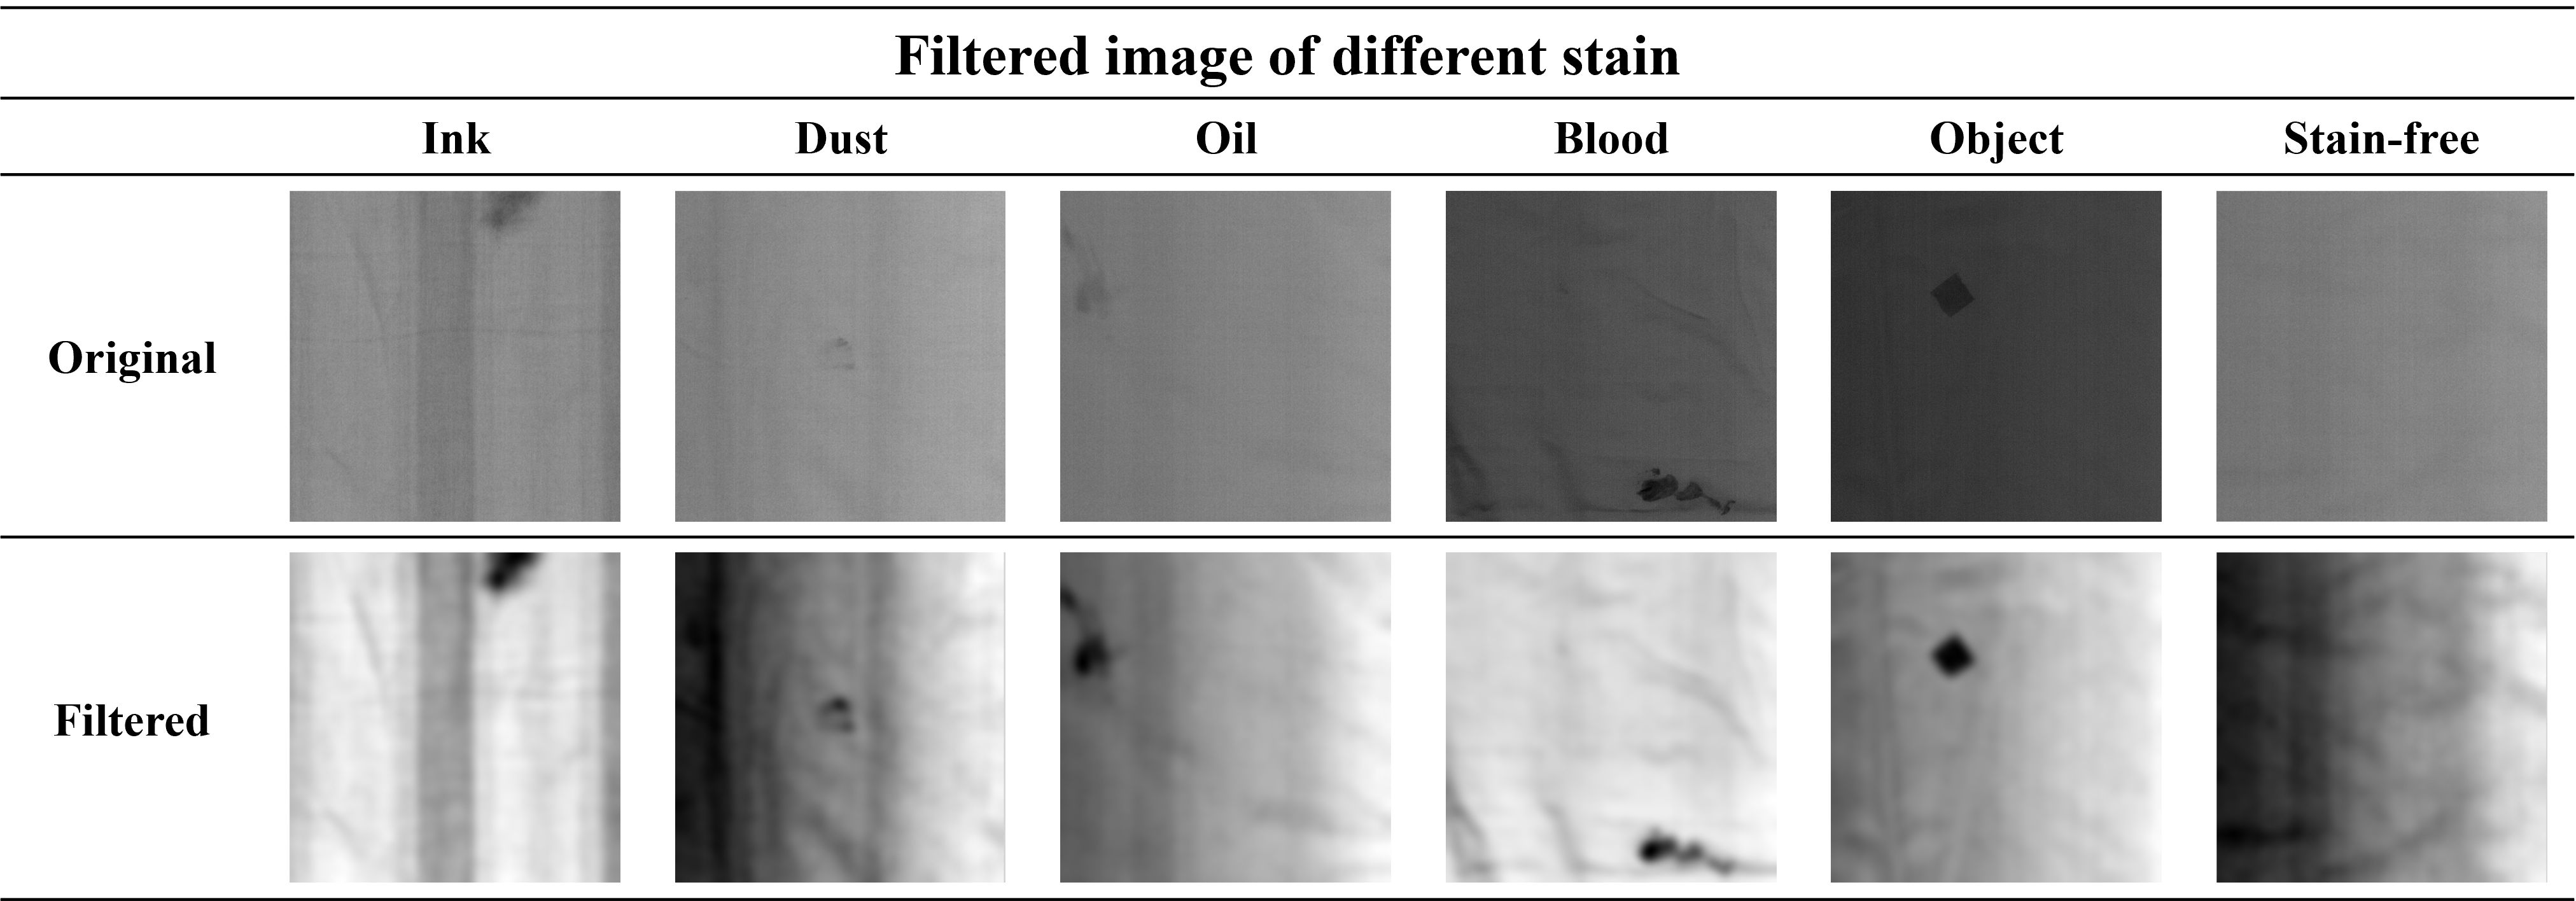 Filtered image of different stain
Ink Dust Oil Blood Object Stain-free
Original
Filtered